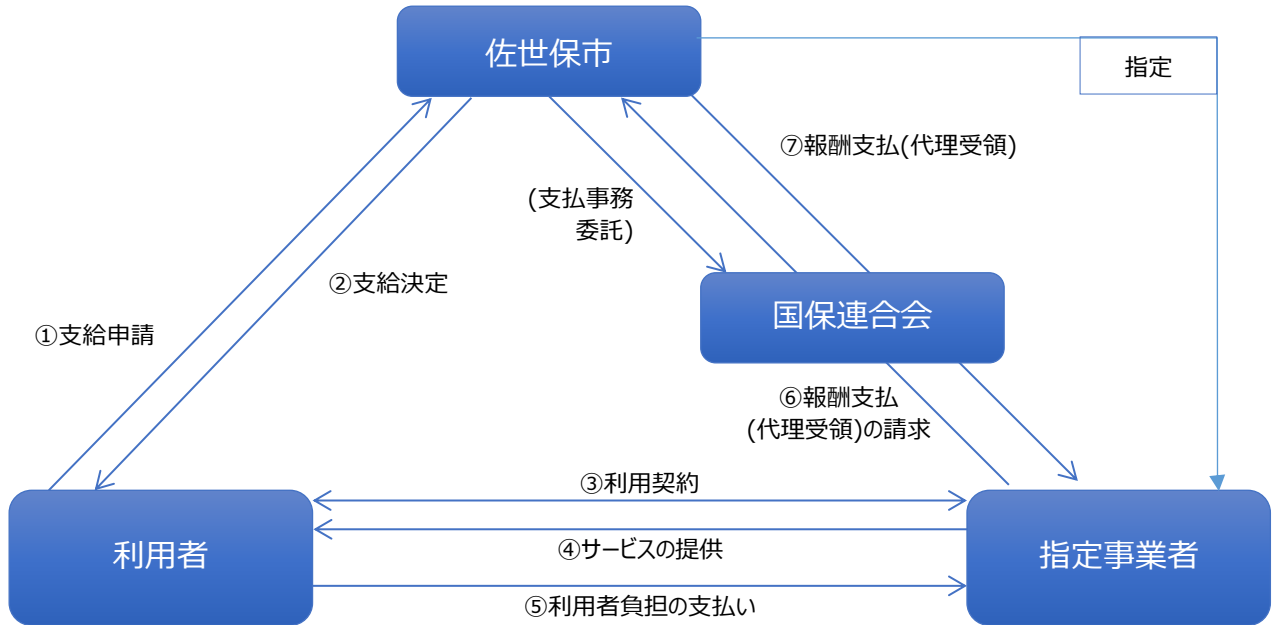 佐世保市
指定
⑦報酬支払(代理受領)
(支払事務
委託)
②支給決定
国保連合会
①支給申請
⑥報酬支払
(代理受領)の請求
③利用契約
利用者
④サービスの提供
指定事業者
⑤利用者負担の支払い